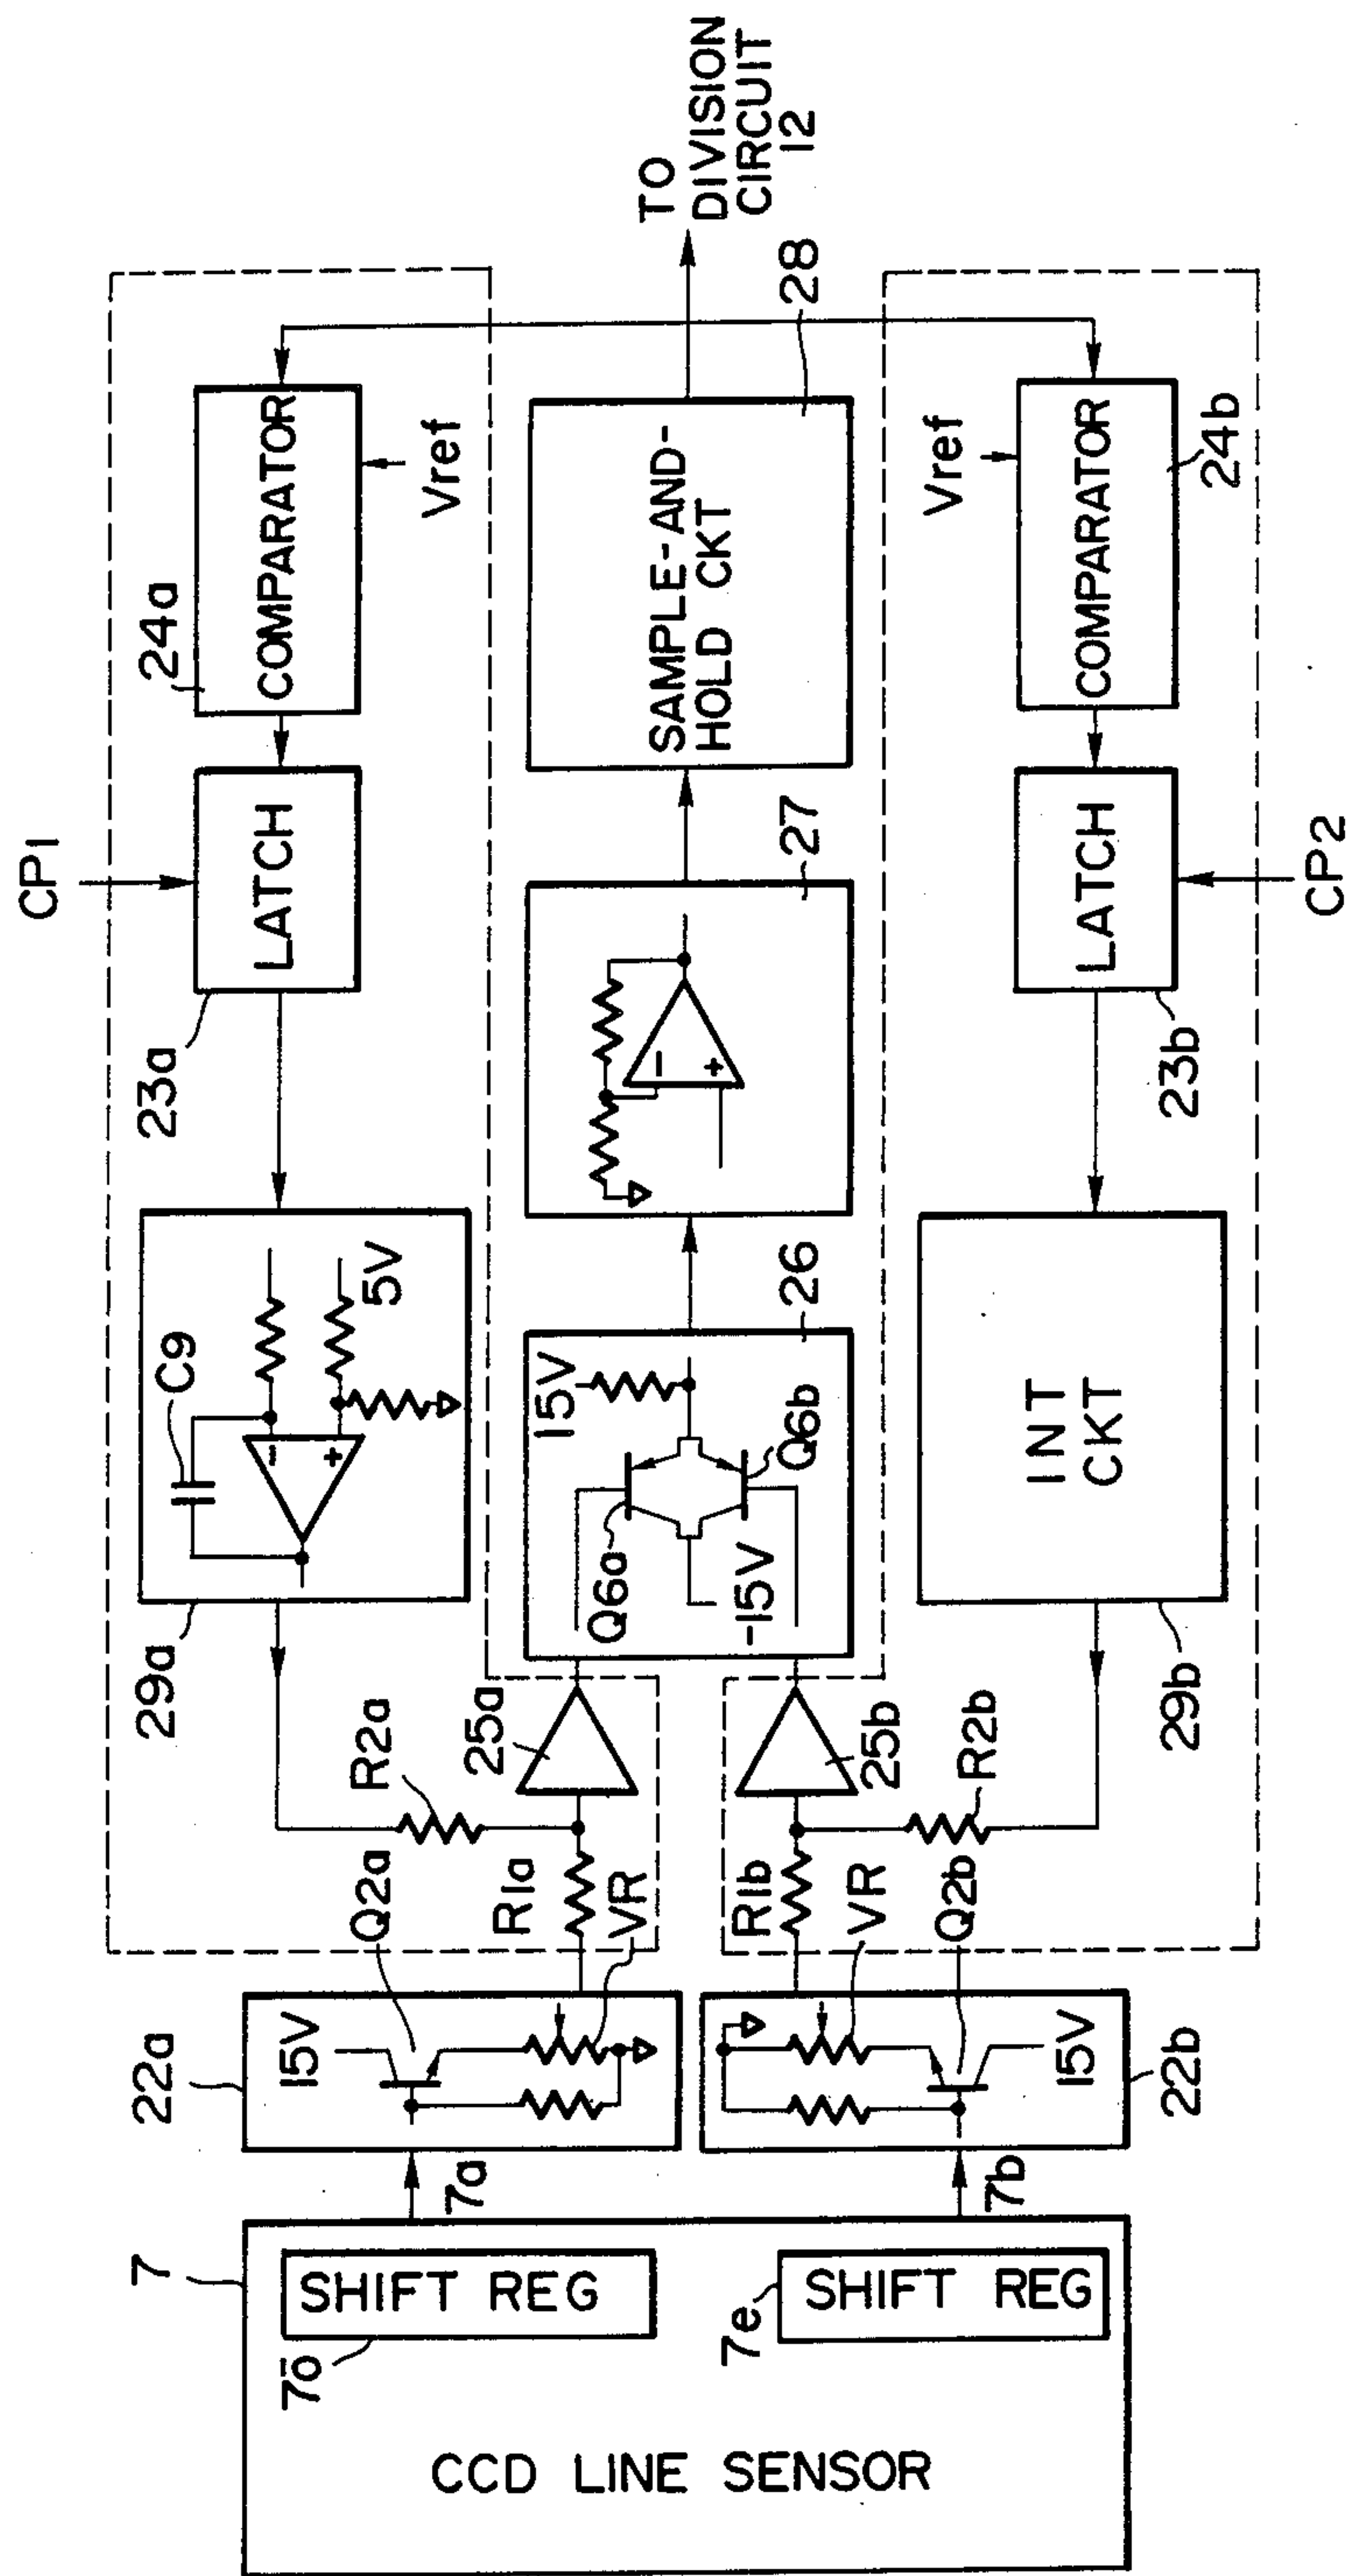 CP1
24a
COMPARATOR
Vref
LATCH
23a
C9
5V
29a
R2a
Q2a
25a
R1a
VR
TO
DIVISION
CIRCUIT
12
28
SAMPLE-AND-
HOLD CKT
27
-
+
26
15V
Q6a
Q6b
-15V
22a
15V
7a
7
SHIFT REG
7o
7e
SHIFT REG
CCD LINE SENSOR
7b
22b
15V
Q2b
VR
R1b
R2b
25b
29b
INT
CKT
23b
LATCH
CP2
Vref
COMPARATOR
24b
-
+